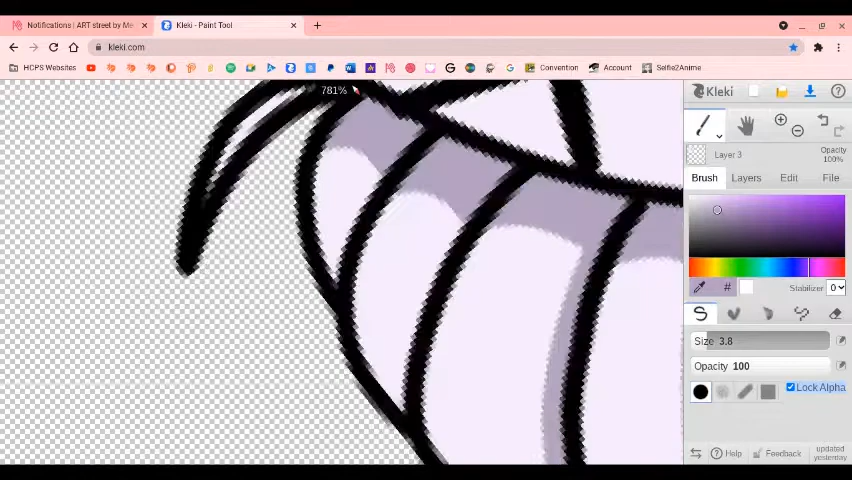 Notifications | ART street by Me
Kleki - Paint Tool
kleki.com
HCPS Websites
Convention
Account
Selfie2Anime
781%
Kleki
Layer 3
Opacity
100%
Brush
Layers
Edit
File
#
Stabilizer
0
Size 3.8
Opacity 100
Lock Alpha
Help
Feedback
updated
yesterday